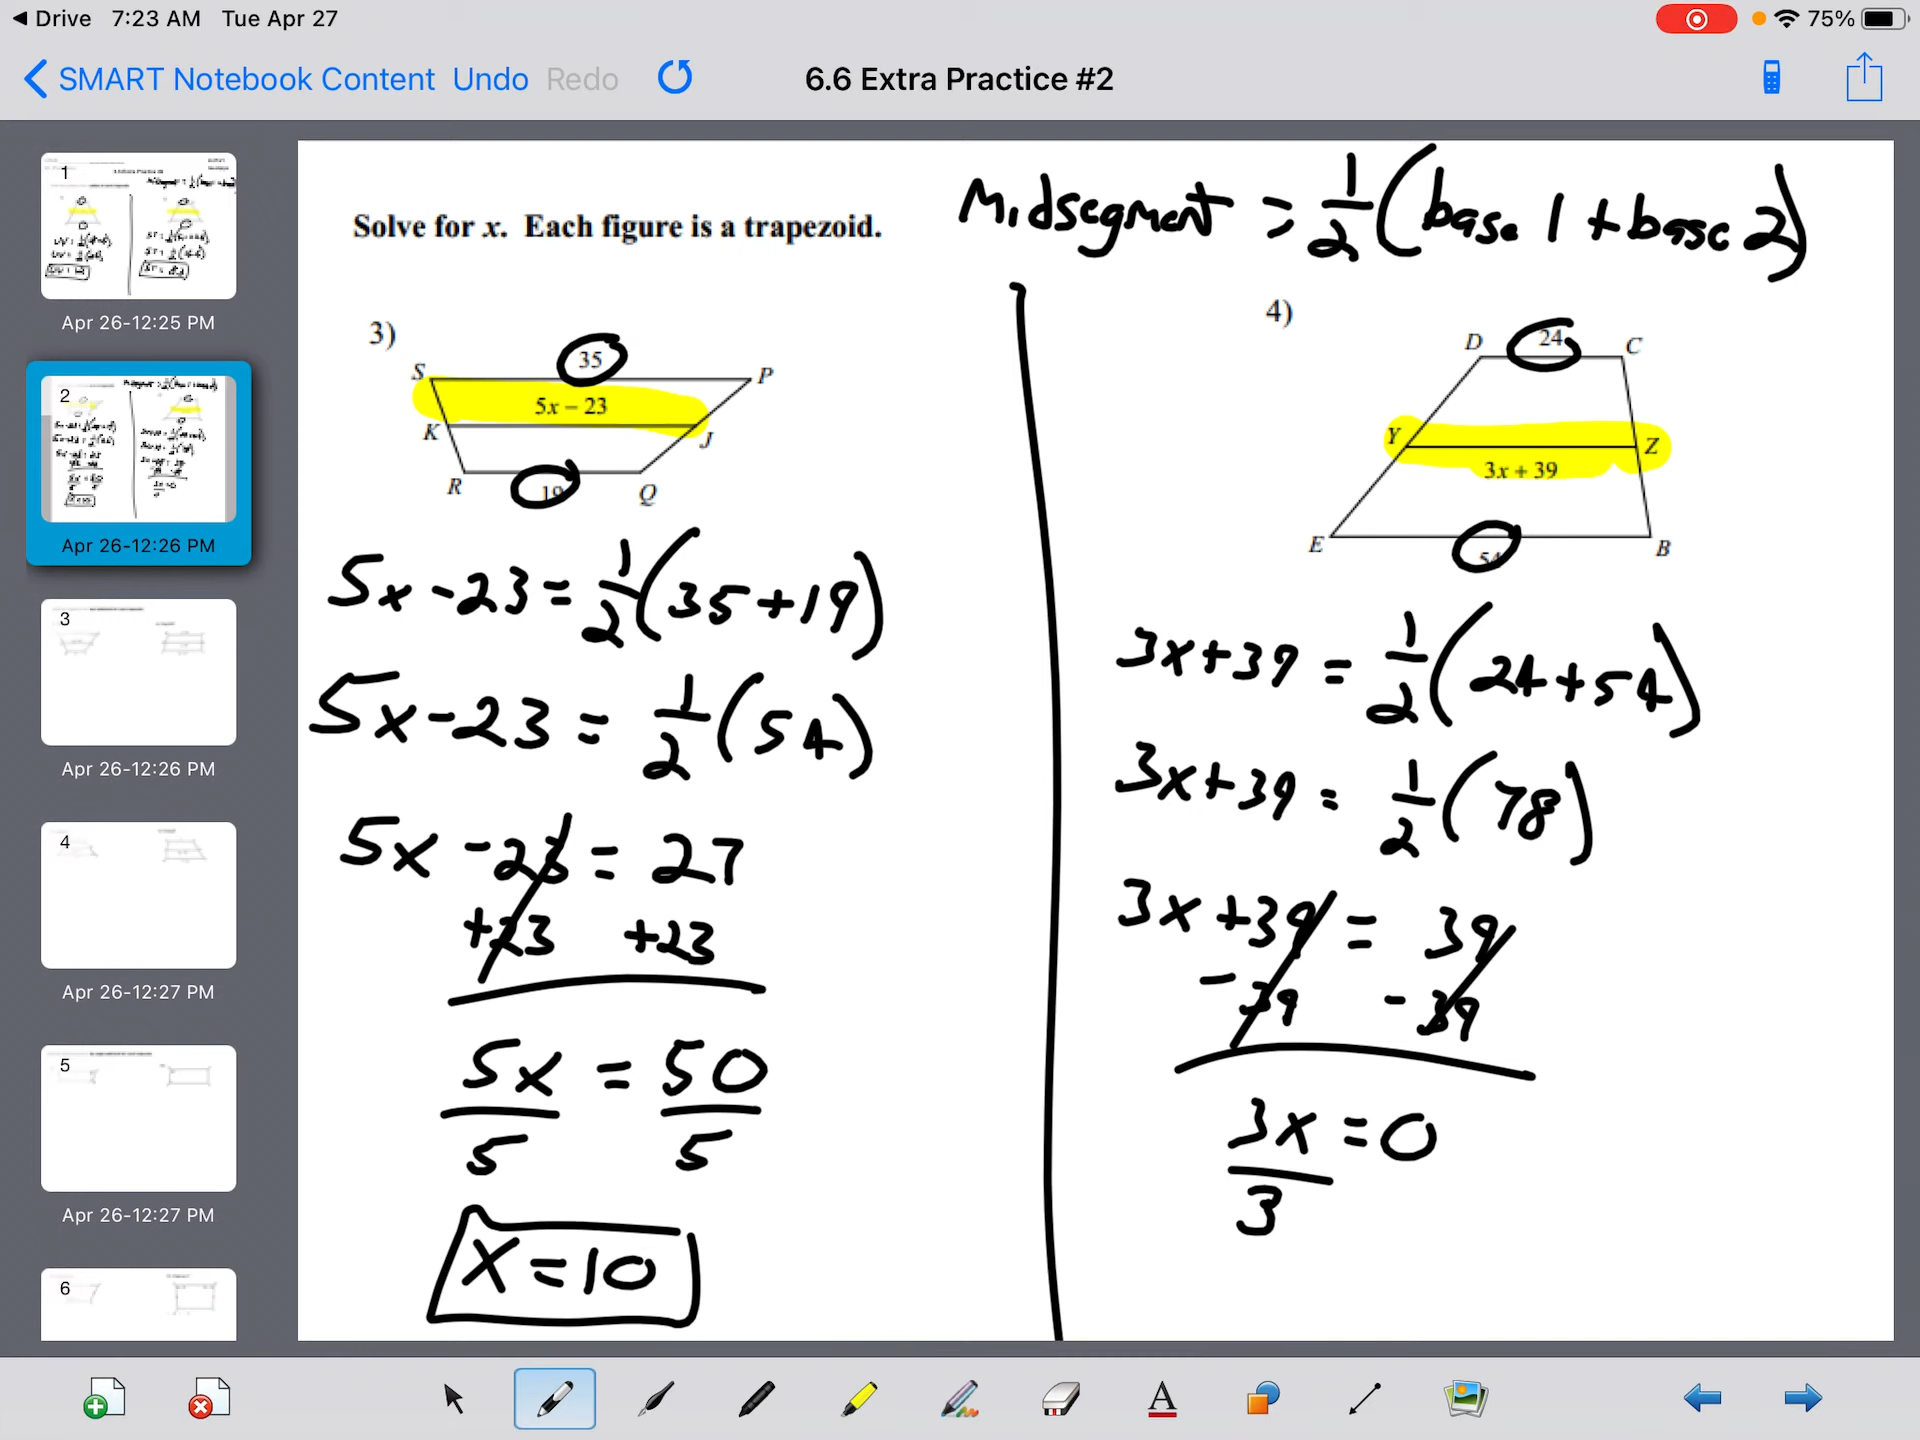 Drive 7:23 AM Tue Apr 27 75%
SMART Notebook Content Undo Redo 6.6 Extra Practice #2
1
Apr 26-12:25 PM
2
Apr 26-12:26 PM
3
Apr 26-12:26 PM
4
Apr 26-12:27 PM
5
Apr 26-12:27 PM
6
Midsegment = 1/2 (base 1 + base 2)
Solve for x. Each figure is a trapezoid.
3)
35
S P
5x – 23
K J
R 19 Q
5x - 23 = 1/2 (35 + 19)
5x - 23 = 1/2 (54)
5x - 23 = 27
+23 +23
5x = 50
5 5
x = 10
4)
D 24 C
Y Z
3x + 39
E 54 B
3x + 39 = 1/2 (24 + 54)
3x + 39 = 1/2 (78)
3x + 39 = 39
- 39 - 39
3x = 0
3
A